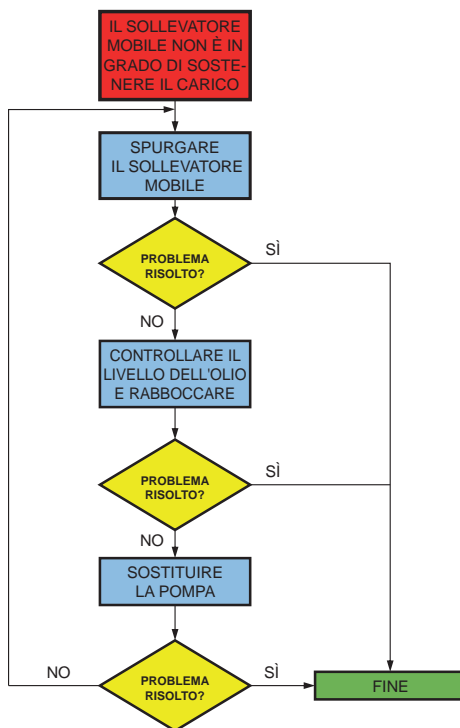 IL SOLLEVATORE
MOBILE NON È IN
GRADO DI SOSTE-
NERE IL CARICO
SPURGARE
IL SOLLEVATORE
MOBILE
PROBLEMA
RISOLTO?
SÌ
NO
CONTROLLARE IL
LIVELLO DELL'OLIO
E RABBOCCARE
PROBLEMA
RISOLTO?
SÌ
NO
SOSTITUIRE
LA POMPA
NO
PROBLEMA
RISOLTO?
SÌ
FINE